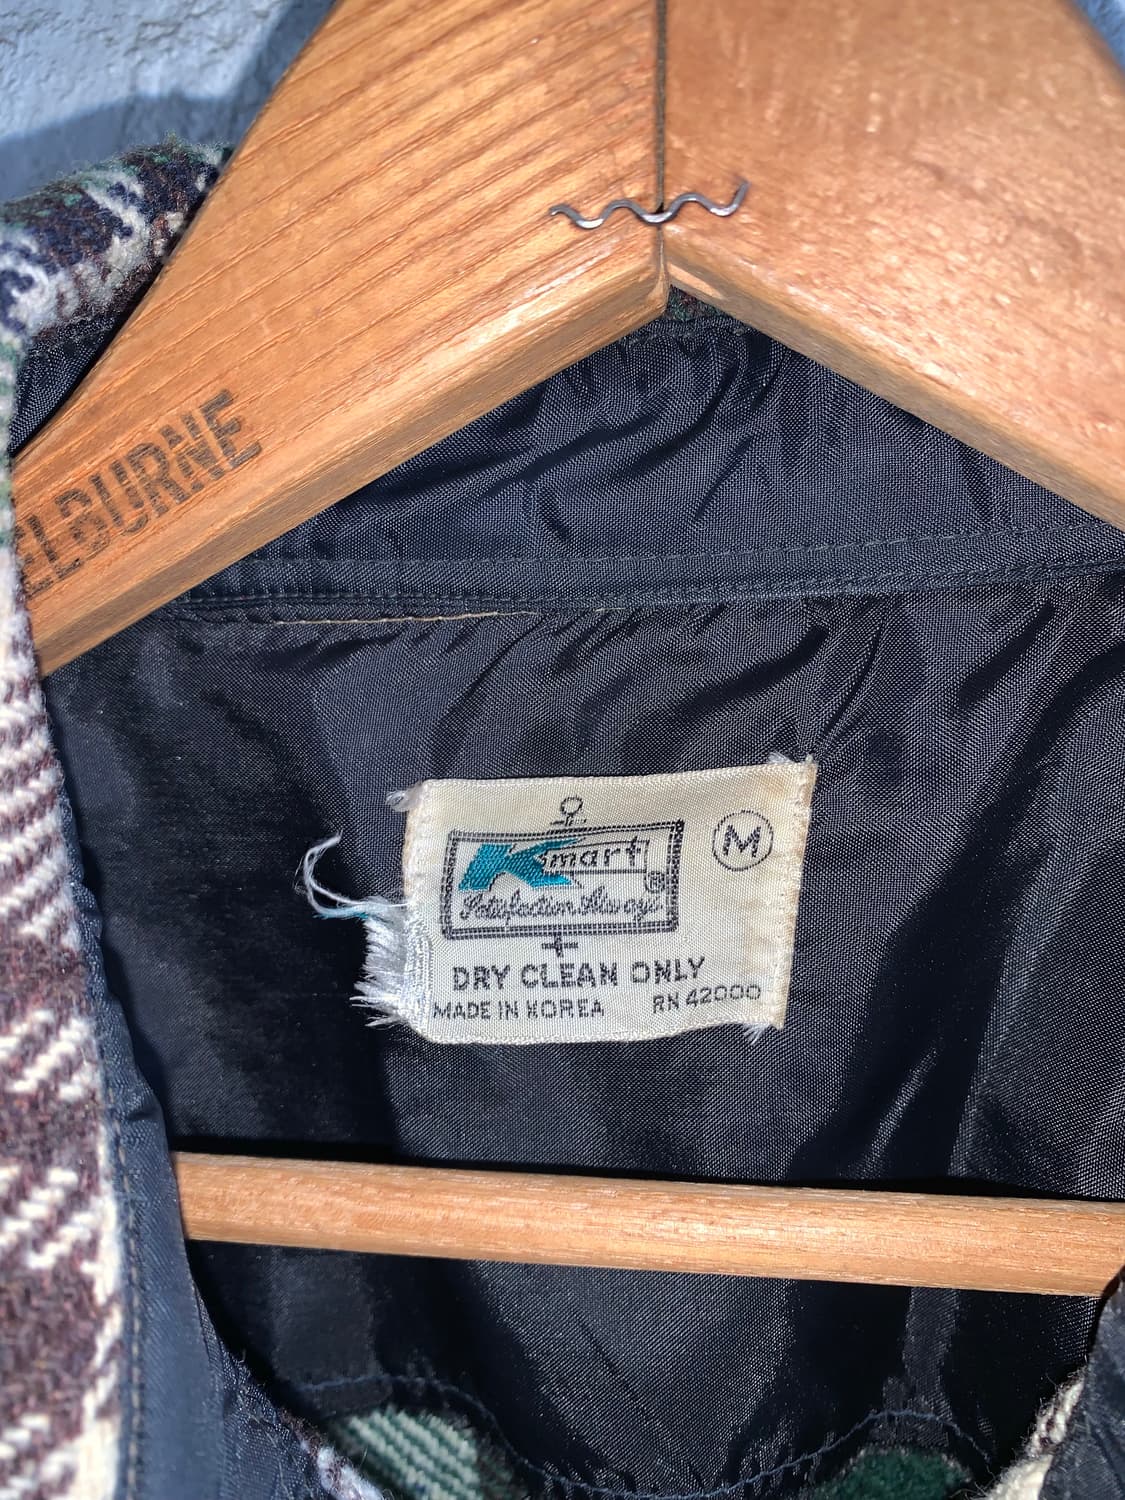 ELBURNE
Kmart
M
Satisfaction Always
®
DRY CLEAN ONLY
MADE IN KOREA RN 42000